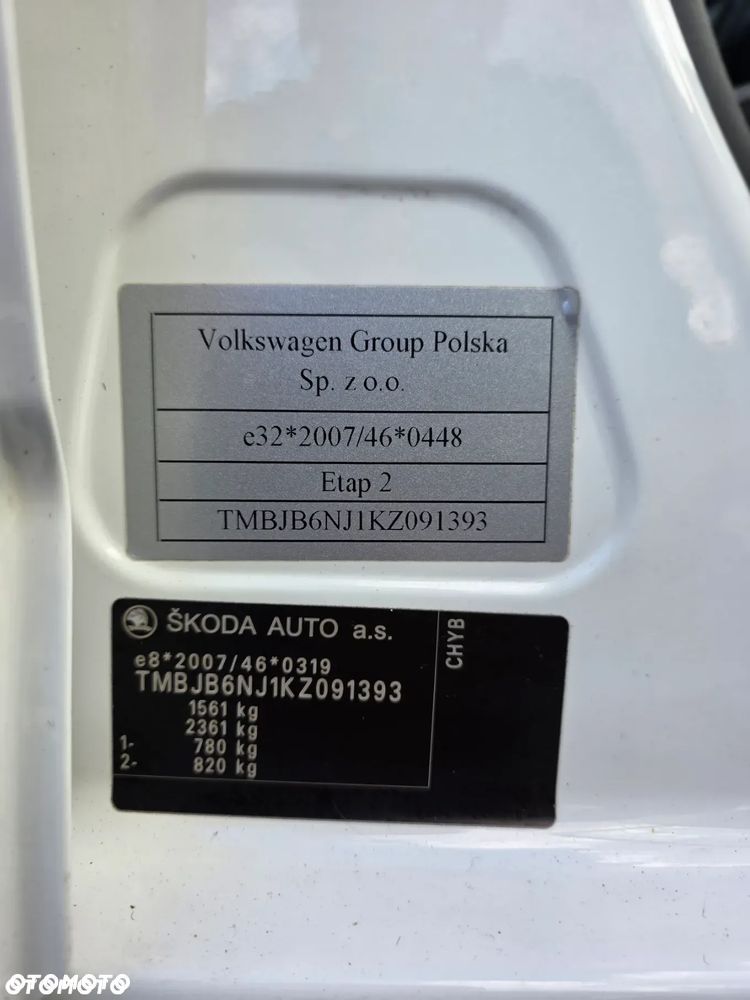 Volkswagen Group Polska
Sp. z o.o.
e32*2007/46*0448
Etap 2
TMBJB6NJ1KZ091393
ŠKODA AUTO a.s.
CHYB
e8*2007/46*0319
TMBJB6NJ1KZ091393
1561 kg
2361 kg
1- 780 kg
2- 820 kg
OTOMOTO